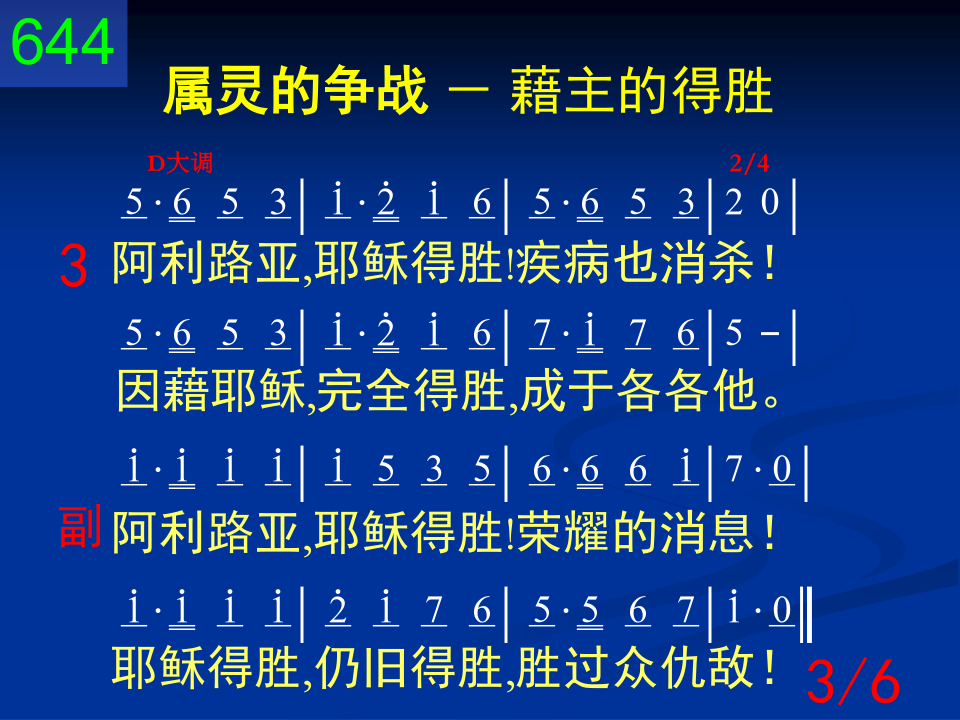 644
属灵的争战 － 藉主的得胜
D大调 2/4
5·6 5 3| i·2̇ i 6| 5·6 5 3|2 0|
3 阿利路亚,耶稣得胜!疾病也消杀!
5·6 5 3| i·2̇ i 6| 7·i 7 6|5 -|
因藉耶稣,完全得胜,成于各各他。
i·i i i| i 5 3 5| 6·6 6 i|7·0|
副 阿利路亚,耶稣得胜!荣耀的消息!
i·i i i| 2̇ i 7 6| 5·5 6 7|i·0‖
耶稣得胜,仍旧得胜,胜过众仇敌!
3/6